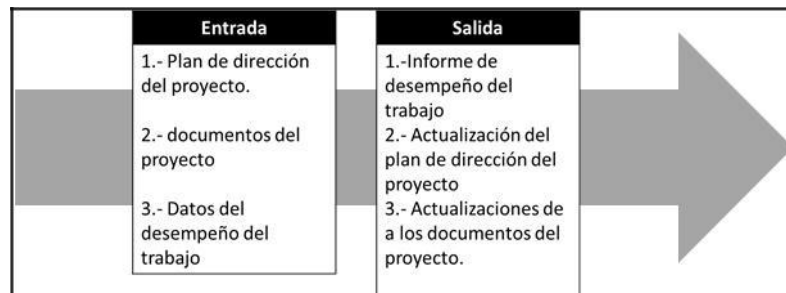 Entrada
1.- Plan de dirección
del proyecto.
2.- documentos del
proyecto
3.- Datos del
desempeño del
trabajo
Salida
1.-Informe de
desempeño del
trabajo
2.- Actualización del
plan de dirección del
proyecto
3.- Actualizaciones de
a los documentos del
proyecto.